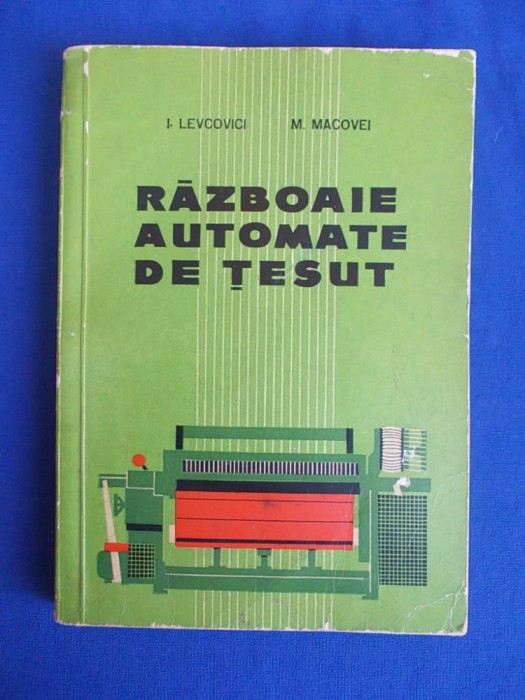 I. LEVCOVICI M. MACOVEI
RĂZBOAIE
AUTOMATE
DE ȚESUT